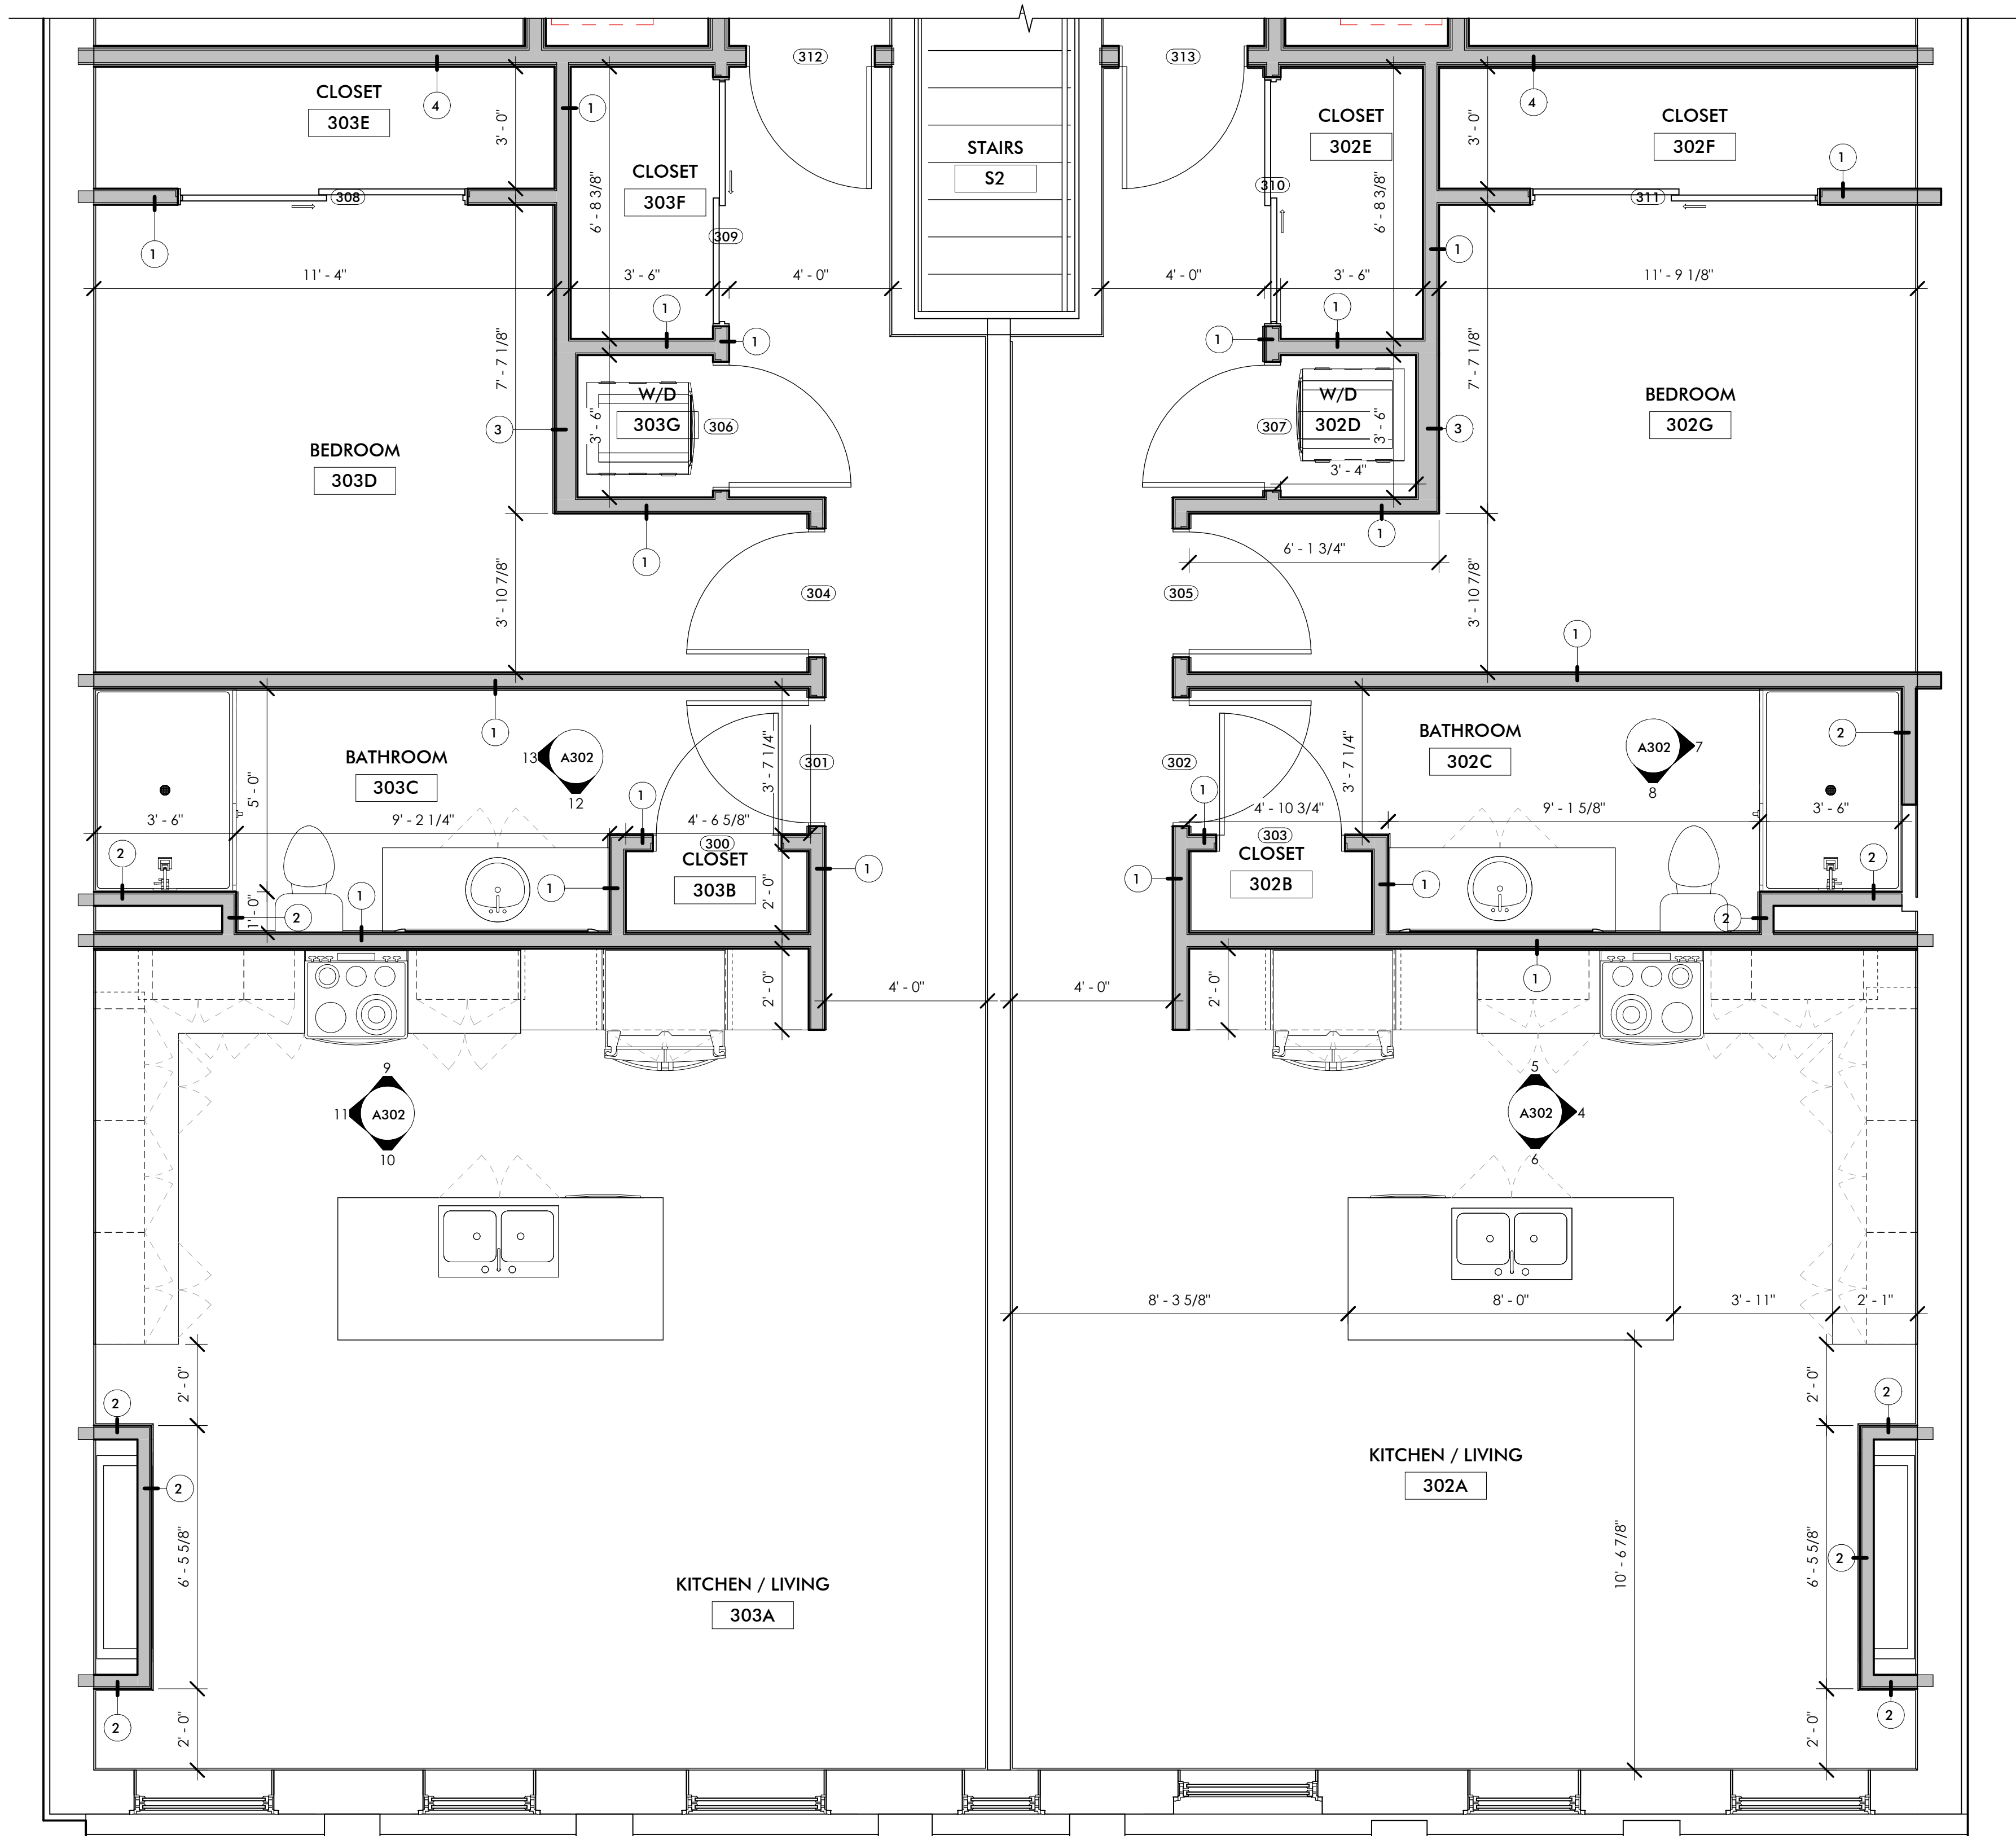 312
313
CLOSET
303E
4
1
CLOSET
303F
3' - 0"
6' - 8 3/8"
308
309
1
STAIRS
S2
CLOSET
302E
310
6' - 8 3/8"
3' - 0"
4
CLOSET
302F
1
311
1
11' - 4"
3' - 6"
4' - 0"
4' - 0"
3' - 6"
11' - 9 1/8"
1
1
1
1
7' - 7 1/8"
7' - 7 1/8"
W/D
303G
3' - 6"
306
3
307
W/D
302D
3' - 6"
3' - 4"
3
BEDROOM
303D
BEDROOM
302G
1
1
6' - 1 3/4"
3' - 10 7/8"
304
305
3' - 10 7/8"
1
1
BATHROOM
303C
13
A302
12
301
3' - 7 1/4"
5' - 0"
302
3' - 7 1/4"
BATHROOM
302C
A302
7
8
2
1
1
3' - 6"
9' - 2 1/4"
4' - 6 5/8"
4' - 10 3/4"
9' - 1 5/8"
3' - 6"
2
300
CLOSET
303B
303
CLOSET
302B
2
1
1
1
1
1
2' - 0"
1' - 0"
2
2
1
4' - 0"
4' - 0"
2' - 0"
2' - 0"
9
11
A302
10
5
A302
4
6
8' - 3 5/8"
8' - 0"
3' - 11"
2' - 1"
2' - 0"
2' - 0"
2
2
KITCHEN / LIVING
302A
2
6' - 5 5/8"
10' - 6 7/8"
6' - 5 5/8"
2
KITCHEN / LIVING
303A
2
2
2' - 0"
2' - 0"